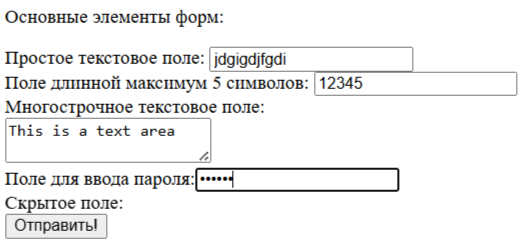 Основные элементы форм:
Простое текстовое поле: jdgigdjfgdi
Поле длинной максимум 5 символов: 12345
Многострочное текстовое поле:
This is a text area
Поле для ввода пароля: ••••••
Скрытое поле:
Отправить!